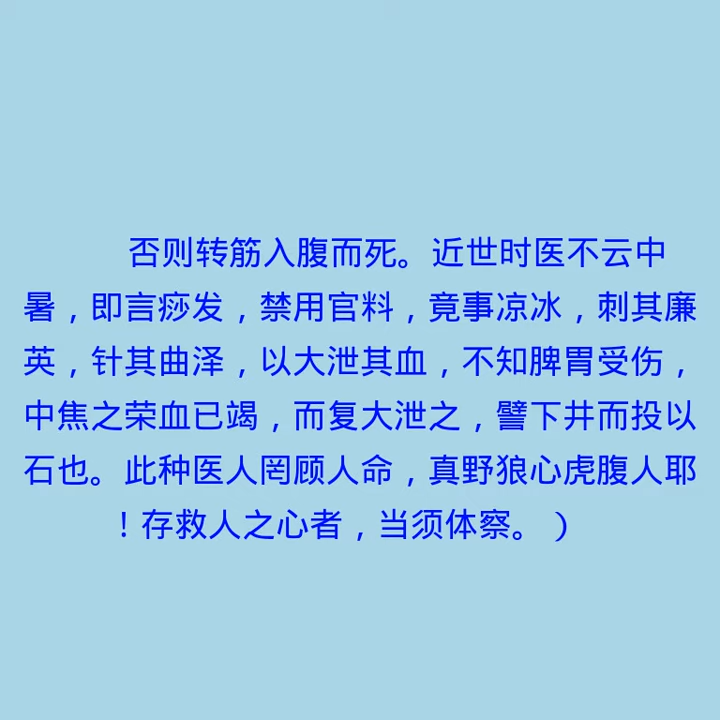 否则转筋入腹而死。近世时医不云中
暑，即言痧发，禁用官料，竟事凉冰，刺其廉
英，针其曲泽，以大泄其血，不知脾胃受伤，
中焦之荣血已竭，而复大泄之，譬下井而投以
石也。此种医人罔顾人命，真野狼心虎腹人耶
！存救人之心者，当须体察。）